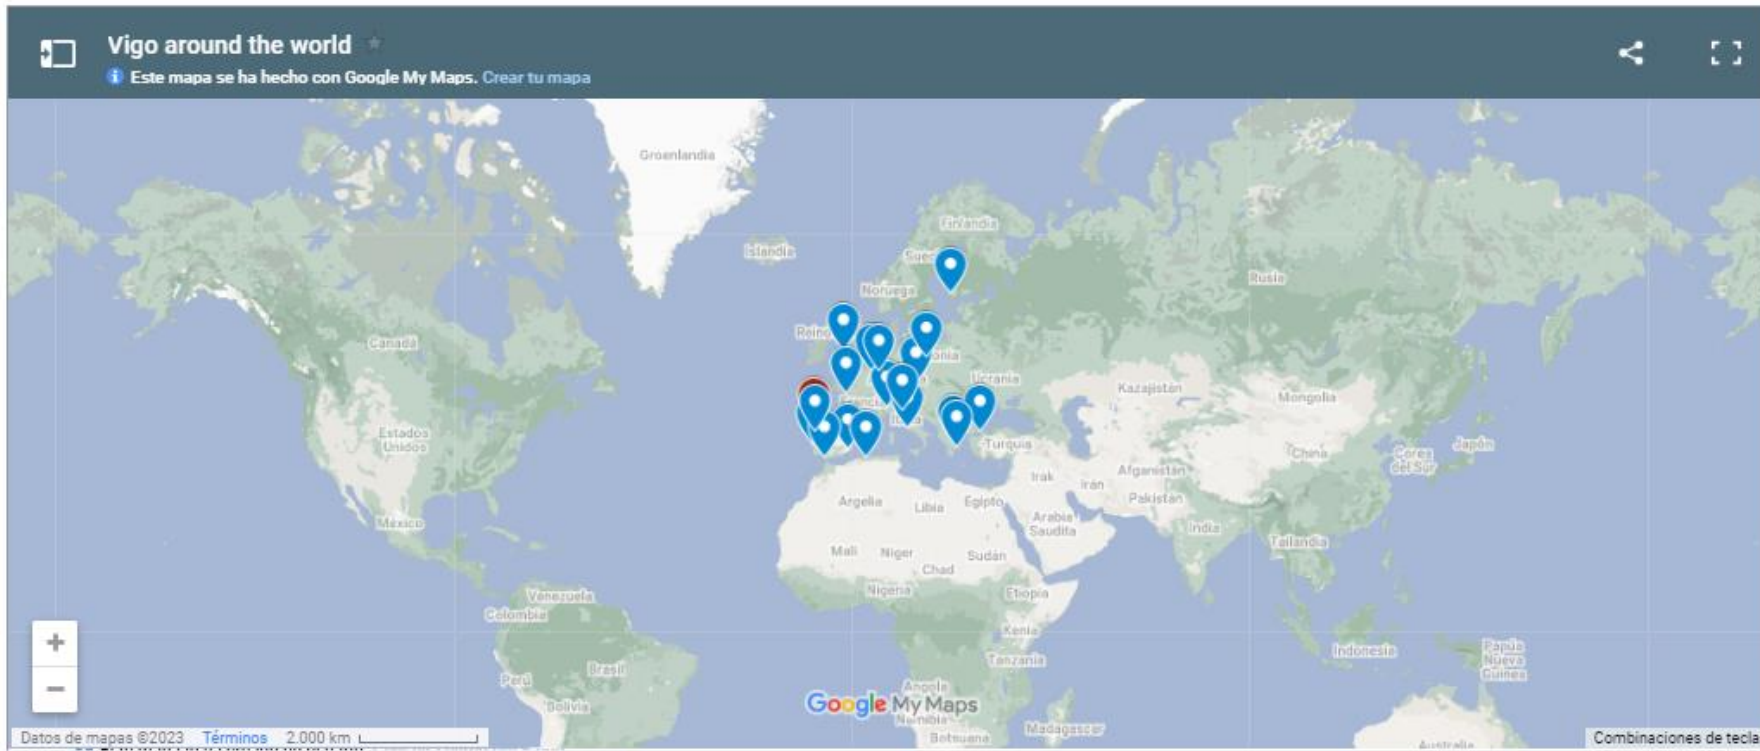 Vigo around the world
Este mapa se ha hecho con Google My Maps. Crear tu mapa
Groenlandia
Finlandia
Islandia
Noruega
Rusia
Canadá
Ucrania
Kazajistán
Mongolia
Estados
Unidos
Turquía
China
Corea
del Sur
Japón
Afganistán
Irak
Irán
Pakistán
Argelia
Libia
Egipto
Arabia
Saudita
México
India
Tailandia
Malí
Níger
Sudán
Chad
Nigeria
Etiopía
Venezuela
Colombia
Kenia
Indonesia
Papúa
Nueva
Guinea
Tanzania
Brasil
Perú
Angola
Google My Maps
Namibia
Bolivia
Madagascar
Botsuana
Australia
Datos de mapas ©2023 Términos 2.000 km
Combinaciones de tecla